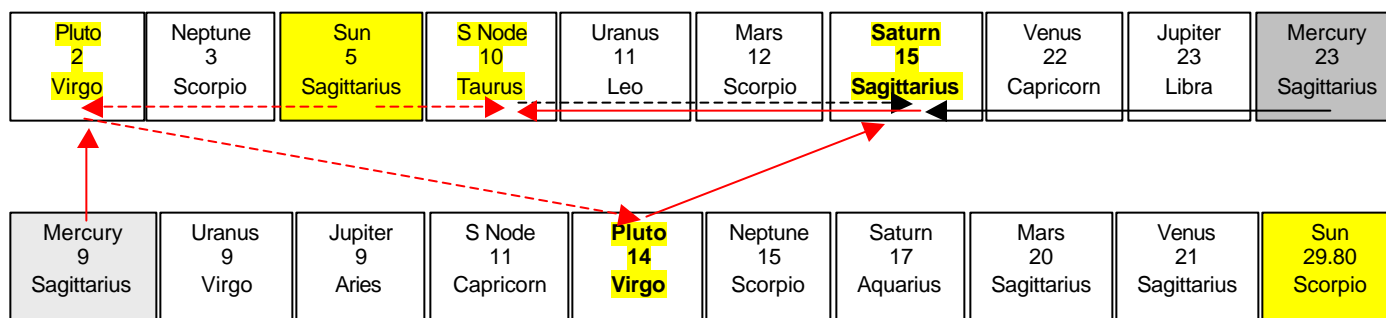 Pluto Neptune Sun S Node Uranus Mars Saturn Venus Jupiter Mercury
2 3 5 10 11 12 15 22 23 23
Virgo Scorpio Sagittarius Taurus Leo Scorpio Sagittarius Capricorn Libra Sagittarius
Mercury Uranus Jupiter S Node Pluto Neptune Saturn Mars Venus Sun
9 9 9 11 14 15 17 20 21 29.80
Sagittarius Virgo Aries Capricorn Virgo Scorpio Aquarius Sagittarius Sagittarius Scorpio